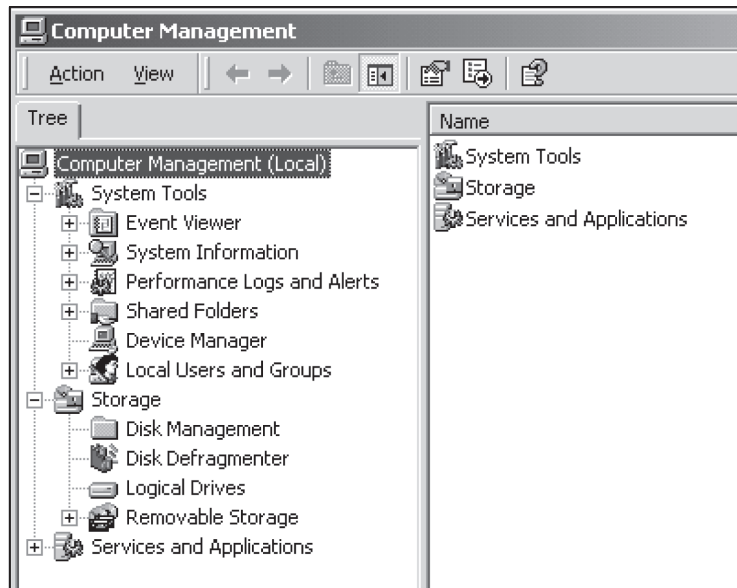 Computer Management
Action View
Tree
Name
Computer Management (Local)
System Tools
Event Viewer
System Information
Performance Logs and Alerts
Shared Folders
Device Manager
Local Users and Groups
Storage
Disk Management
Disk Defragmenter
Logical Drives
Removable Storage
Services and Applications
System Tools
Storage
Services and Applications